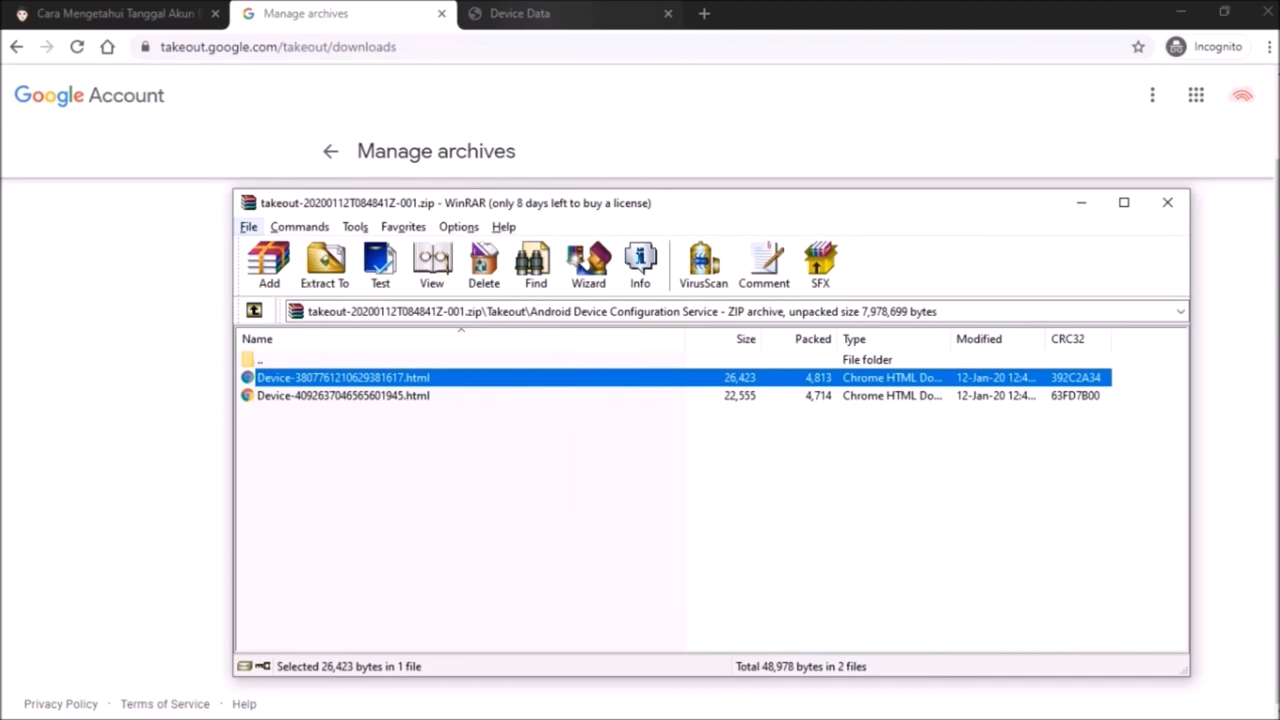 Cara Mengetahui Tanggal Akun
Manage archives
Device Data
takeout.google.com/takeout/downloads
Incognito
Google Account
Manage archives
takeout-20200112T084841Z-001.zip - WinRAR (only 8 days left to buy a license)
File Commands Tools Favorites Options Help
Add Extract To Test View Delete Find Wizard Info VirusScan Comment SFX
takeout-20200112T084841Z-001.zip\Takeout\Android Device Configuration Service - ZIP archive, unpacked size 7,978,699 bytes
Name Size Packed Type Modified CRC32
.. File folder
Device-3807761210629381617.html 26,423 4,813 Chrome HTML Do... 12-Jan-20 12:4... 392C2A34
Device-4092637046565601945.html 22,555 4,714 Chrome HTML Do... 12-Jan-20 12:4... 63FD7B00
Selected 26,423 bytes in 1 file Total 48,978 bytes in 2 files
Privacy Policy · Terms of Service · Help